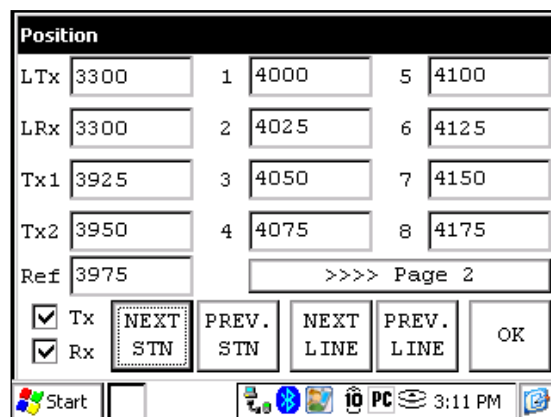 Position
LTx 3300 1 4000 5 4100
LRx 3300 2 4025 6 4125
Tx1 3925 3 4050 7 4150
Tx2 3950 4 4075 8 4175
Ref 3975 >>>> Page 2
Tx
Rx
NEXT STN
PREV. STN
NEXT LINE
PREV. LINE
OK
Start 10 PC 3:11 PM